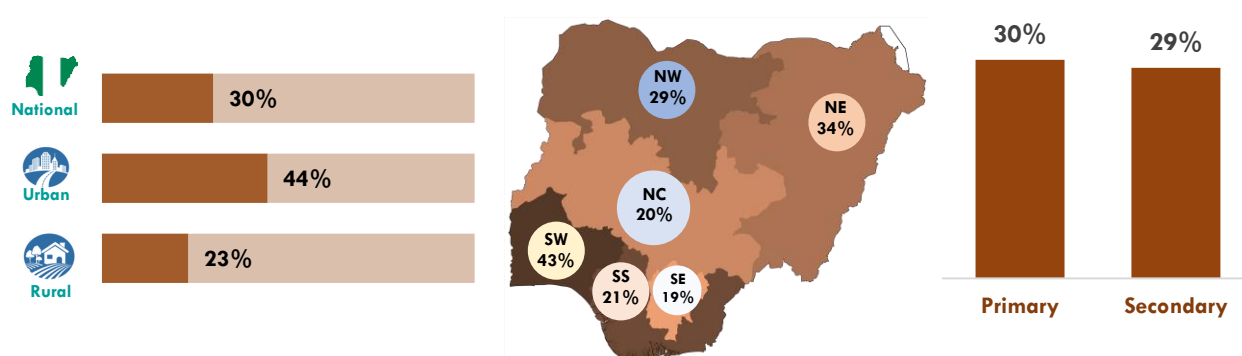 National
30%
Urban
44%
Rural
23%
NW
29%
NE
34%
NC
20%
SW
43%
SS
21%
SE
19%
30%
29%
Primary
Secondary